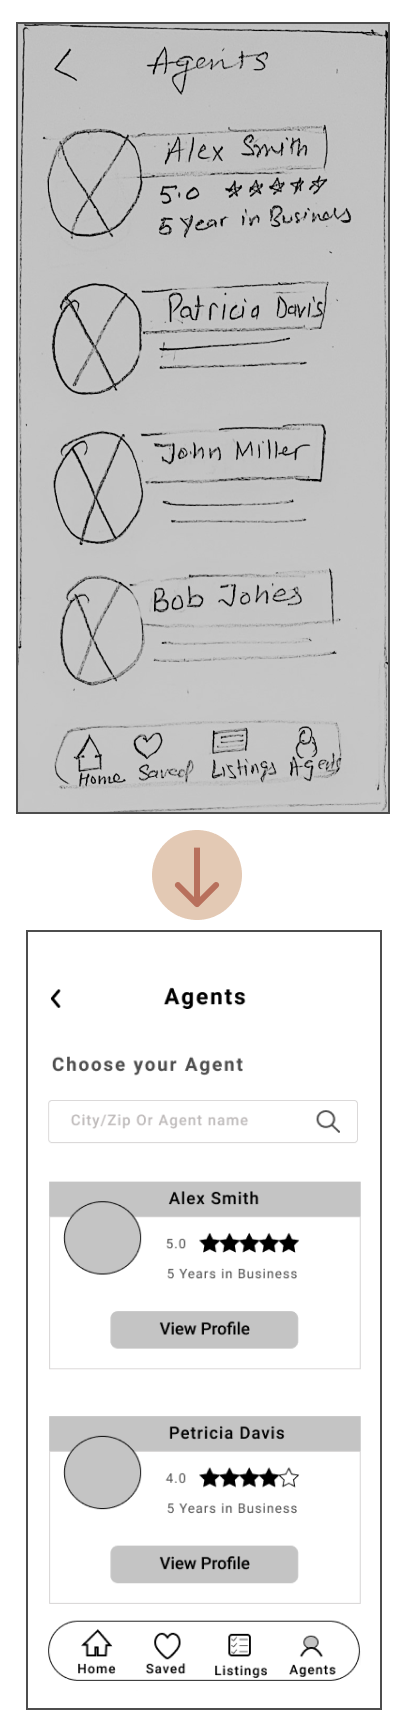 Agents
Alex Smith
5.0
5 Year in Business
Patricia Davis
John Miller
Bob Jones
Home Saved Listings Agents
Agents
Choose your Agent
City/Zip Or Agent name
Alex Smith
5.0
5 Years in Business
View Profile
Petricia Davis
4.0
5 Years in Business
View Profile
Home Saved Listings Agents